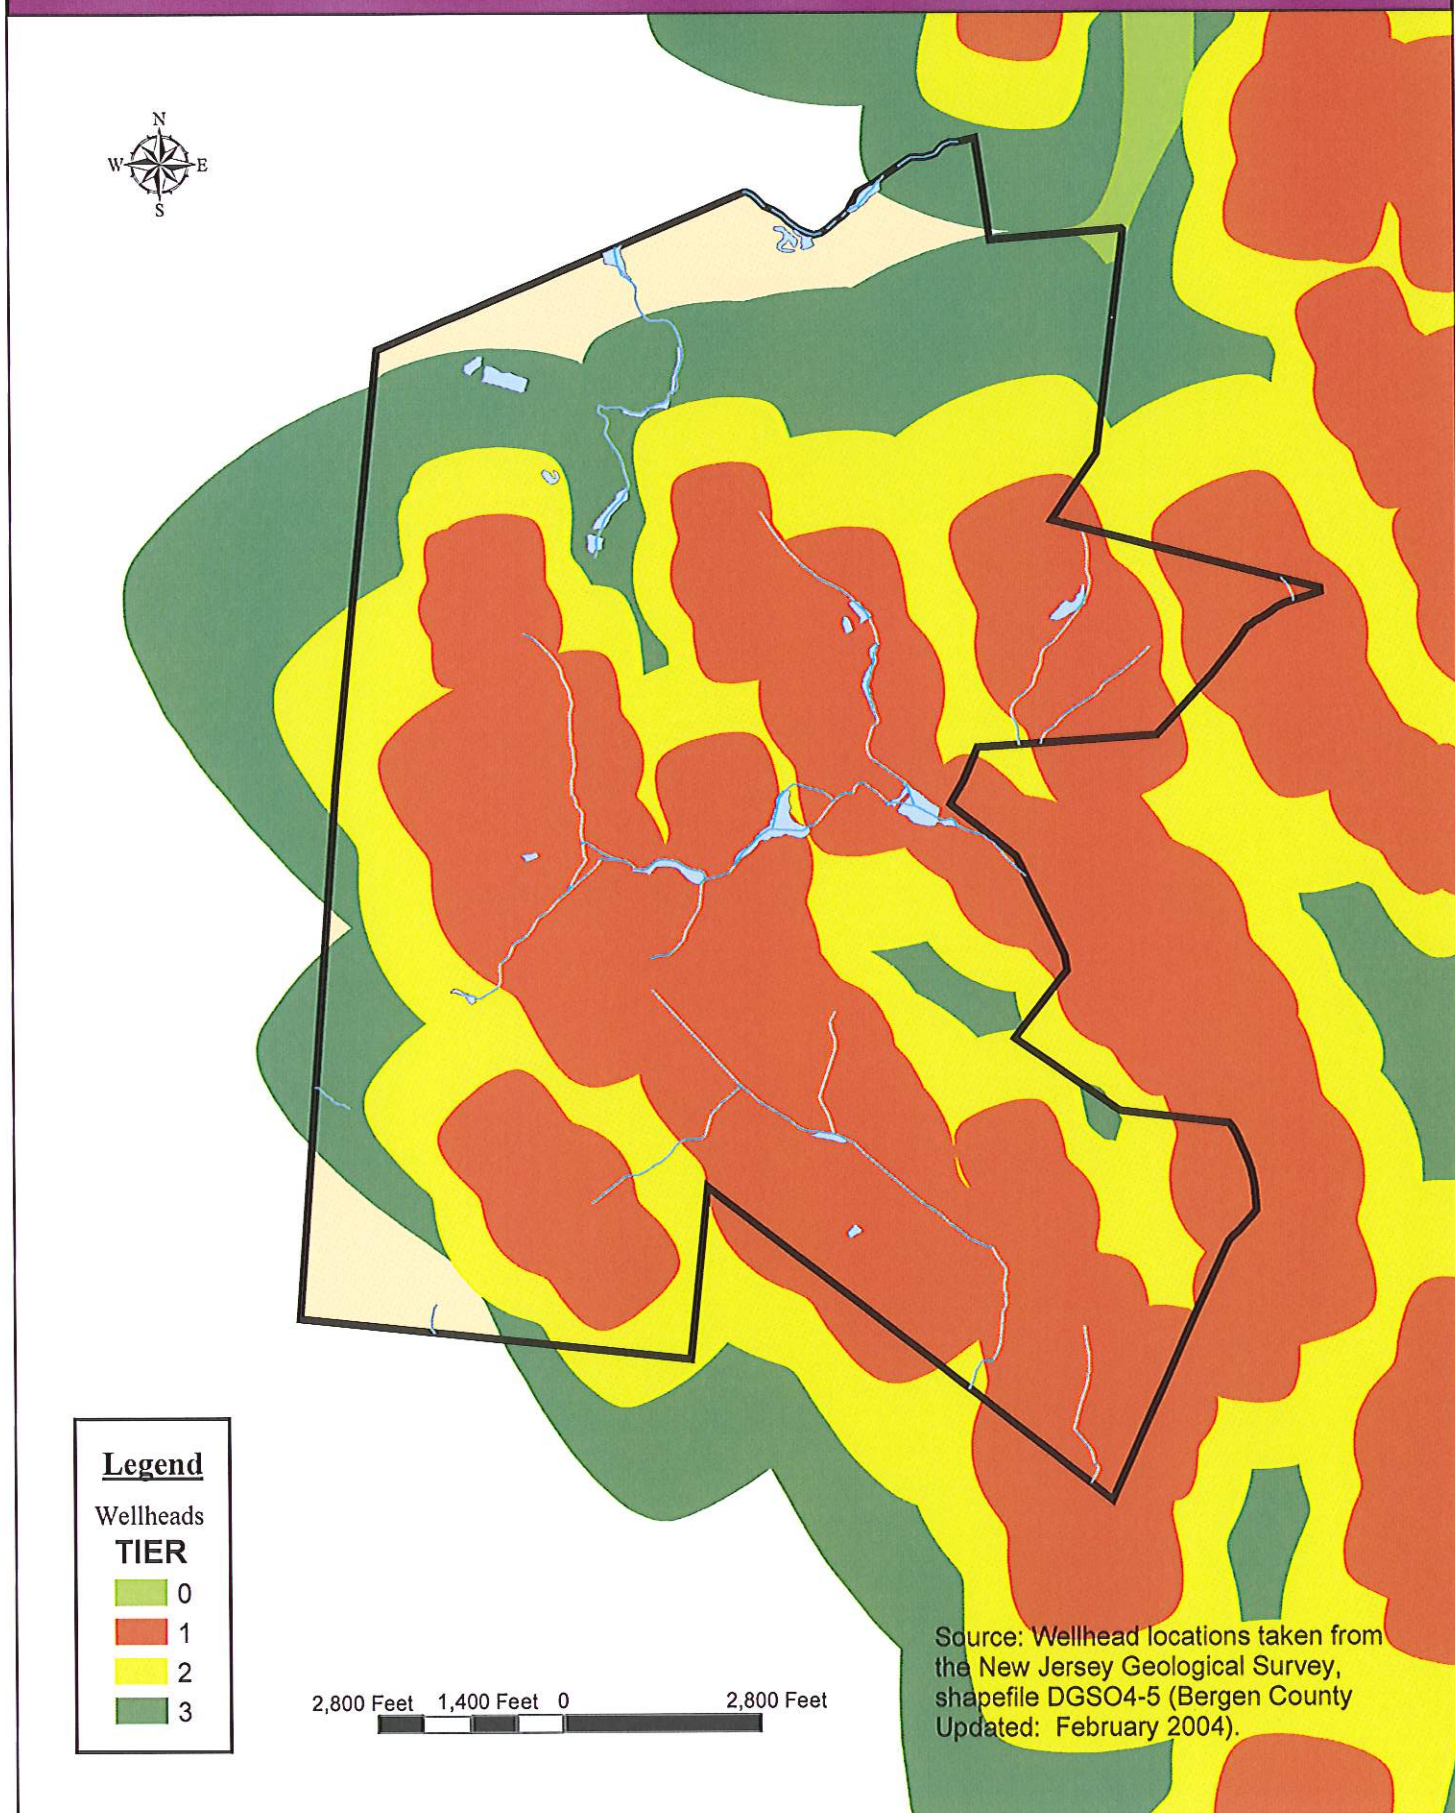 N
W E
S
Legend
Wellheads
TIER
0
1
2
3
2,800 Feet 1,400 Feet 0 2,800 Feet
Source: Wellhead locations taken from
the New Jersey Geological Survey,
shapefile DGSO4-5 (Bergen County
Updated: February 2004).